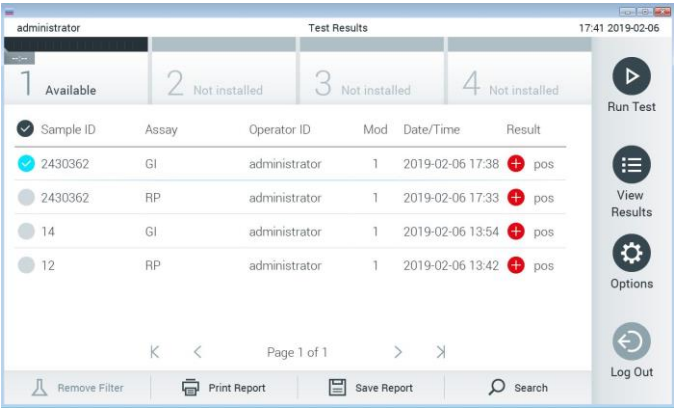 administrator Test Results 17:41 2019-02-06
--:--
1 Available 2 Not installed 3 Not installed 4 Not installed
Run Test
Sample ID Assay Operator ID Mod Date/Time Result
2430362 GI administrator 1 2019-02-06 17:38 pos
2430362 RP administrator 1 2019-02-06 17:33 pos
14 GI administrator 1 2019-02-06 13:54 pos
12 RP administrator 1 2019-02-06 13:42 pos
View
Results
Options
Page 1 of 1
Log Out
Remove Filter Print Report Save Report Search